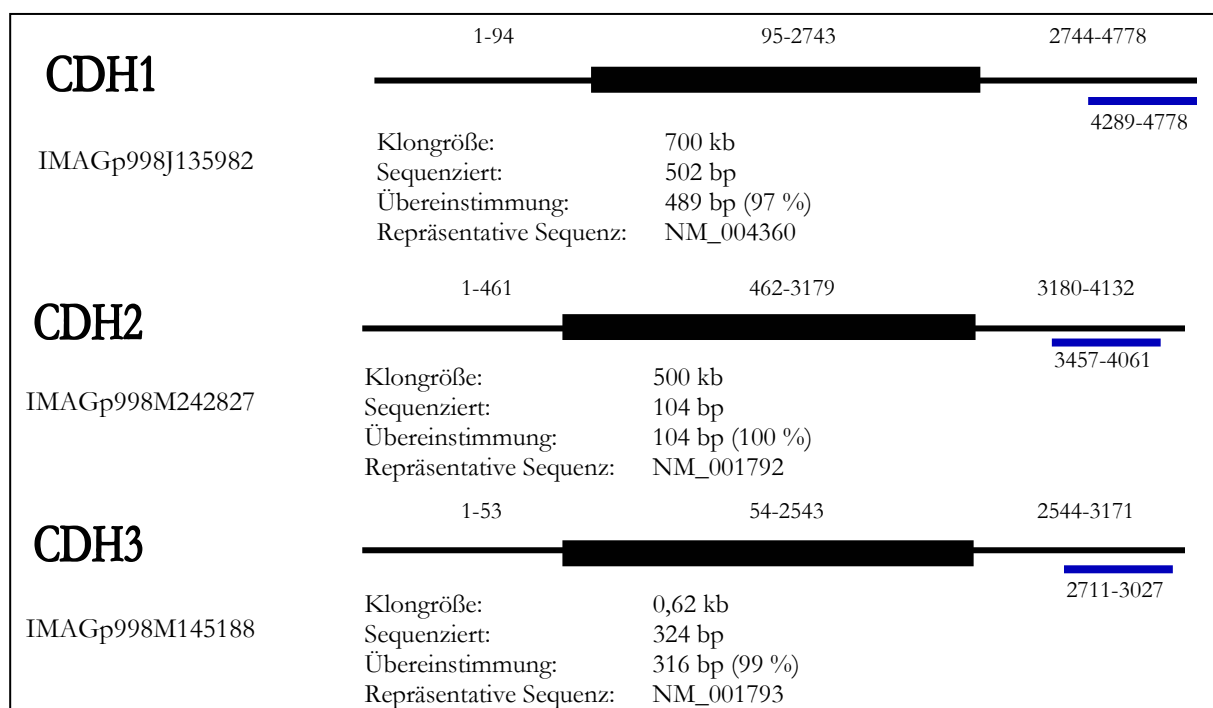 1-94 95-2743 2744-4778
CDH1
4289-4778
IMAGp998J135982
Klongröße: 700 kb
Sequenziert: 502 bp
Übereinstimmung: 489 bp (97 %)
Repräsentative Sequenz: NM_004360
1-461 462-3179 3180-4132
CDH2
3457-4061
IMAGp998M242827
Klongröße: 500 kb
Sequenziert: 104 bp
Übereinstimmung: 104 bp (100 %)
Repräsentative Sequenz: NM_001792
1-53 54-2543 2544-3171
CDH3
2711-3027
IMAGp998M145188
Klongröße: 0,62 kb
Sequenziert: 324 bp
Übereinstimmung: 316 bp (99 %)
Repräsentative Sequenz: NM_001793